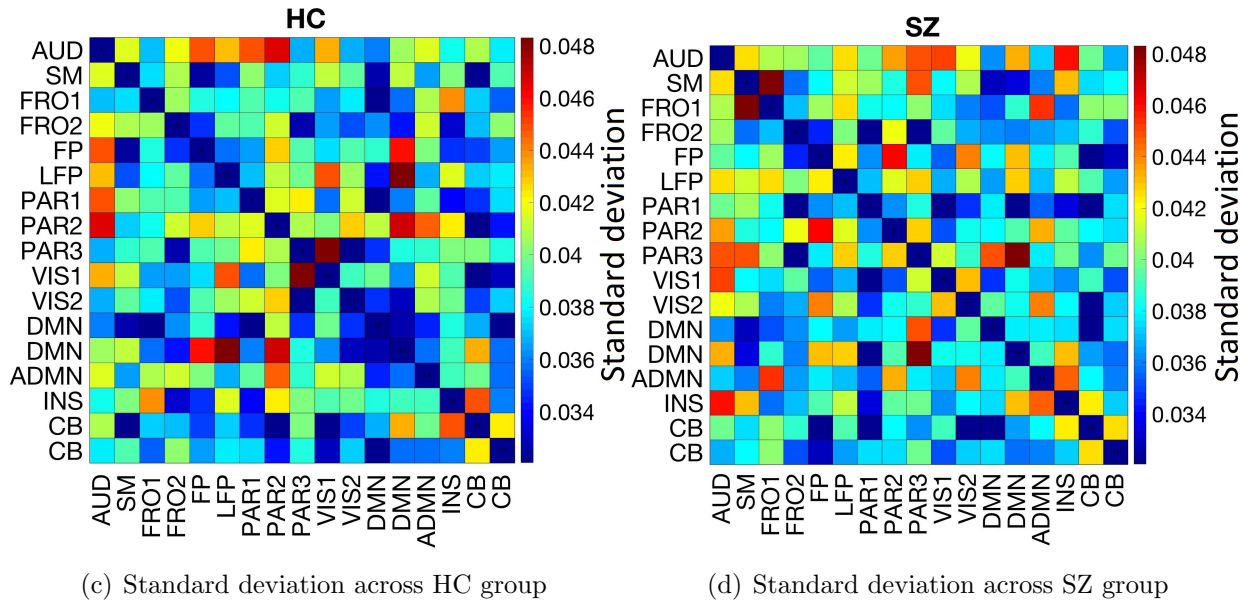 HC
AUD
SM
FRO1
FRO2
FP
LFP
PAR1
PAR2
PAR3
VIS1
VIS2
DMN
DMN
ADMN
INS
CB
CB
AUD SM FRO1 FRO2 FP LFP PAR1 PAR2 PAR3 VIS1 VIS2 DMN DMN ADMN INS CB CB
0.048
0.046
0.044
0.042
0.04
0.038
0.036
0.034
Standard deviation
(c) Standard deviation across HC group
SZ
AUD
SM
FRO1
FRO2
FP
LFP
PAR1
PAR2
PAR3
VIS1
VIS2
DMN
DMN
ADMN
INS
CB
CB
AUD SM FRO1 FRO2 FP LFP PAR1 PAR2 PAR3 VIS1 VIS2 DMN DMN ADMN INS CB CB
0.048
0.046
0.044
0.042
0.04
0.038
0.036
0.034
Standard deviation
(d) Standard deviation across SZ group